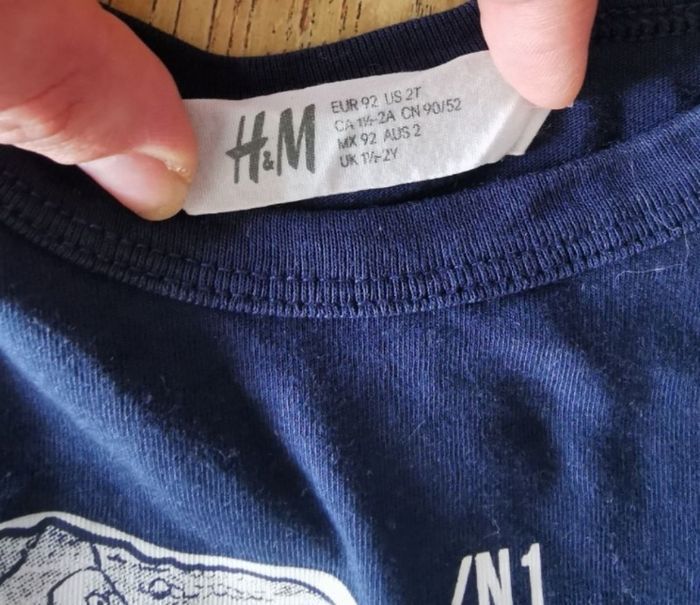 H&M
EUR 92 US 2T
CA 1½-2A CN 90/52
MX 92 AUS 2
UK 1½-2Y
/N1